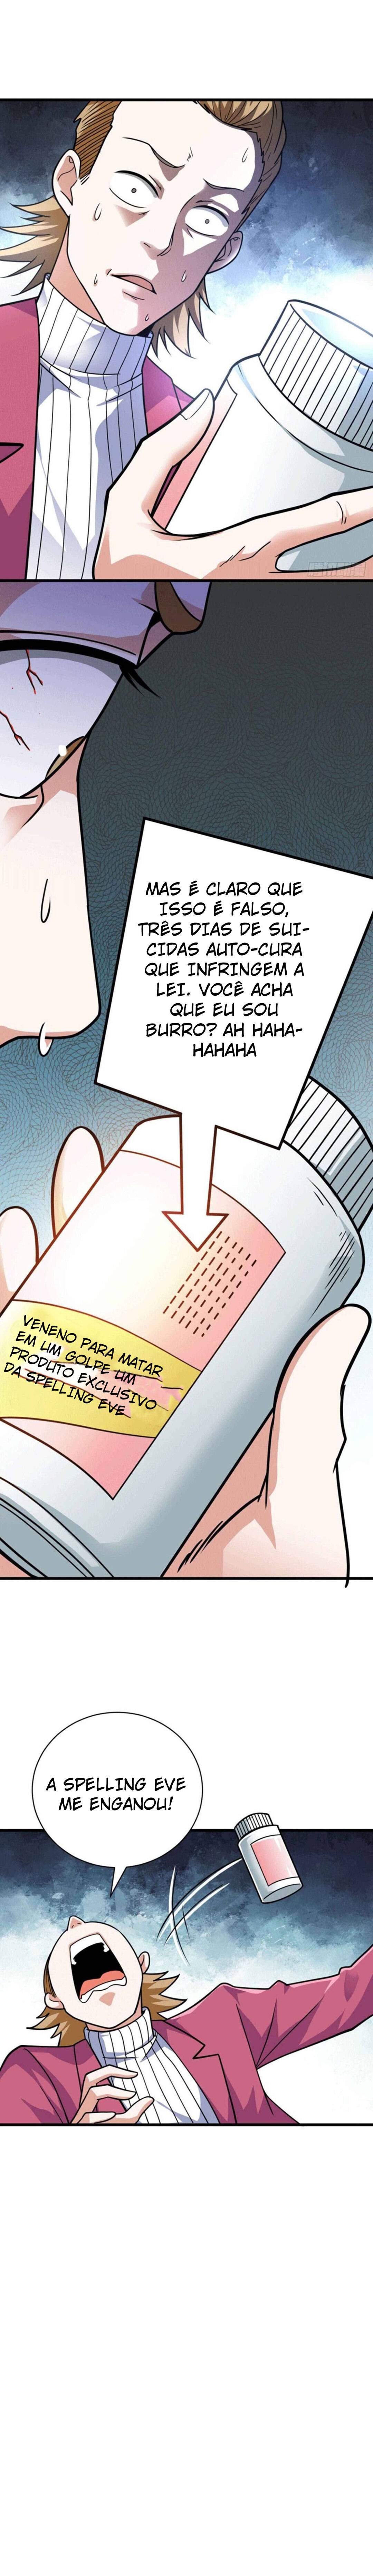 MAS É CLARO QUE
ISSO É FALSO,
TRÊS DIAS DE SUI-
CIDAS AUTO-CURA
QUE INFRINGEM A
LEI. VOCÊ ACHA
QUE EU SOU
BURRO? AH HAHA-
HAHAHA
VENENO PARA MATAR
EM UM GOLPE UM
PRODUTO EXCLUSIVO
DA SPELLING EVE
A SPELLING EVE
ME ENGANOU!